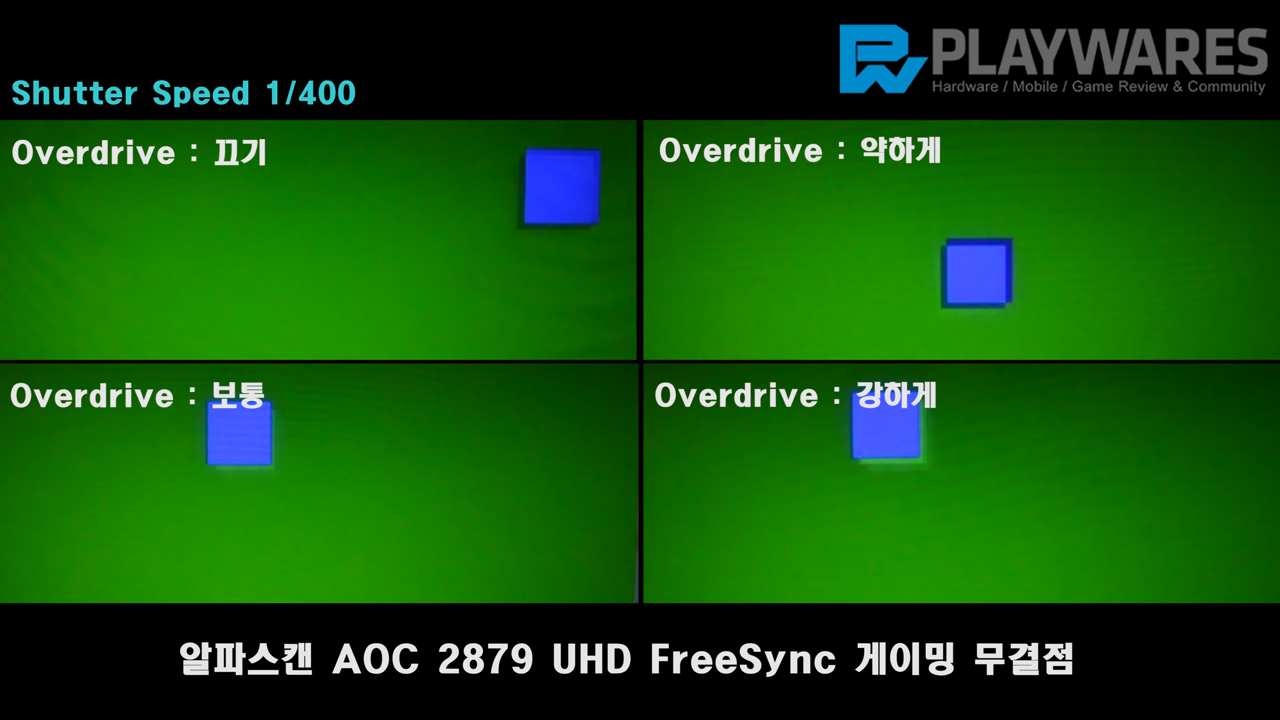 PLAYWARES
Hardware / Mobile / Game Review & Community
Shutter Speed 1/400
Overdrive : 끄기
Overdrive : 약하게
Overdrive : 보통
Overdrive : 강하게
알파스캔 AOC 2879 UHD FreeSync 게이밍 무결점